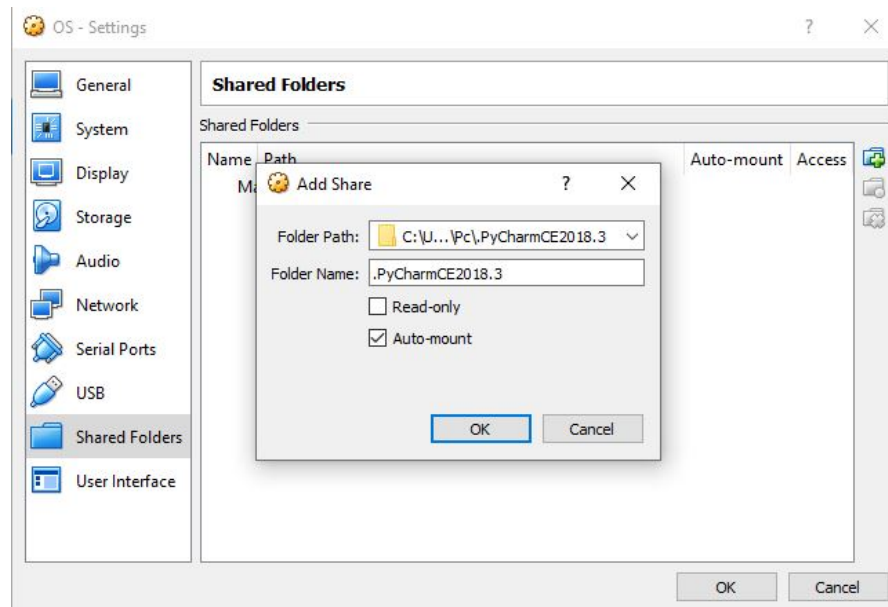 OS - Settings
?
General
System
Display
Storage
Audio
Network
Serial Ports
USB
Shared Folders
User Interface
Shared Folders
Shared Folders
Name Path Auto-mount Access
Ma
Add Share ?
Folder Path: C:\U...\Pc\.PyCharmCE2018.3
Folder Name: .PyCharmCE2018.3
Read-only
Auto-mount
OK Cancel
OK Cancel